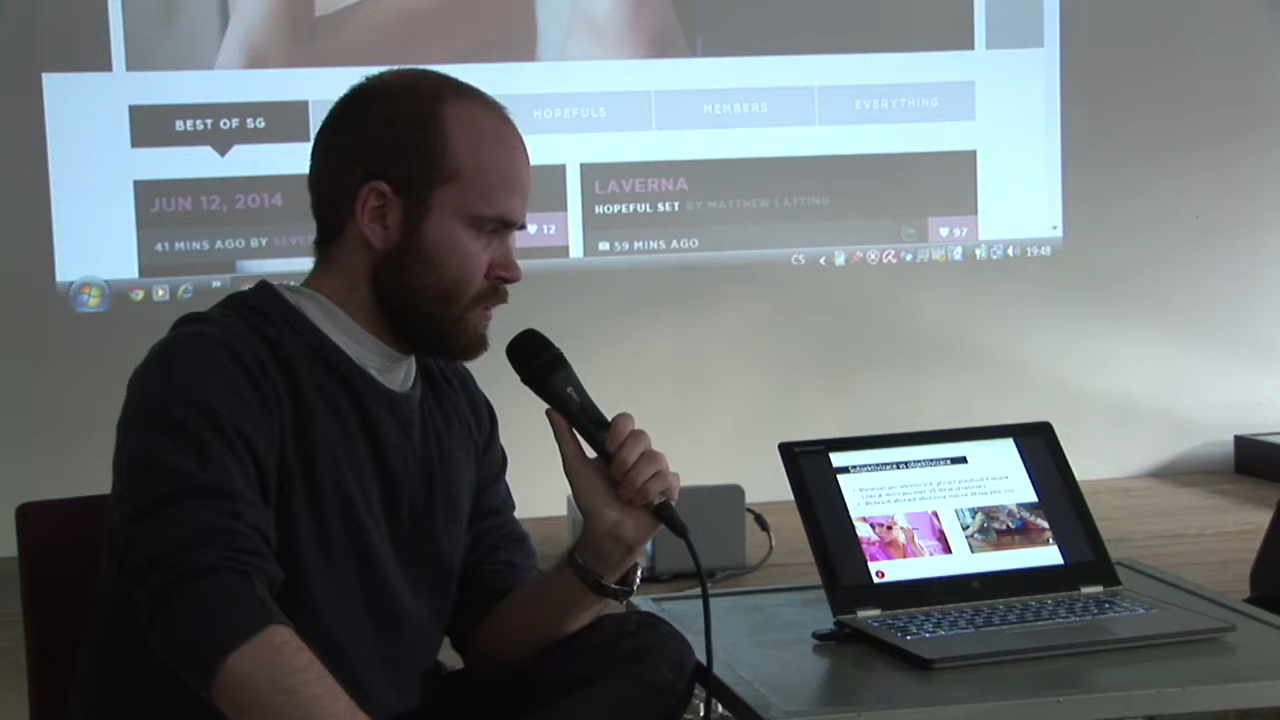 BEST OF SG
HOPEFULS
MEMBERS
EVERYTHING
JUN 12, 2014
41 MINS AGO BY
12
LAVERNA
HOPEFUL SET BY MATTHEW LATTING
59 MINS AGO
97
CS
19:48
Subjektivizace vs objektivizace